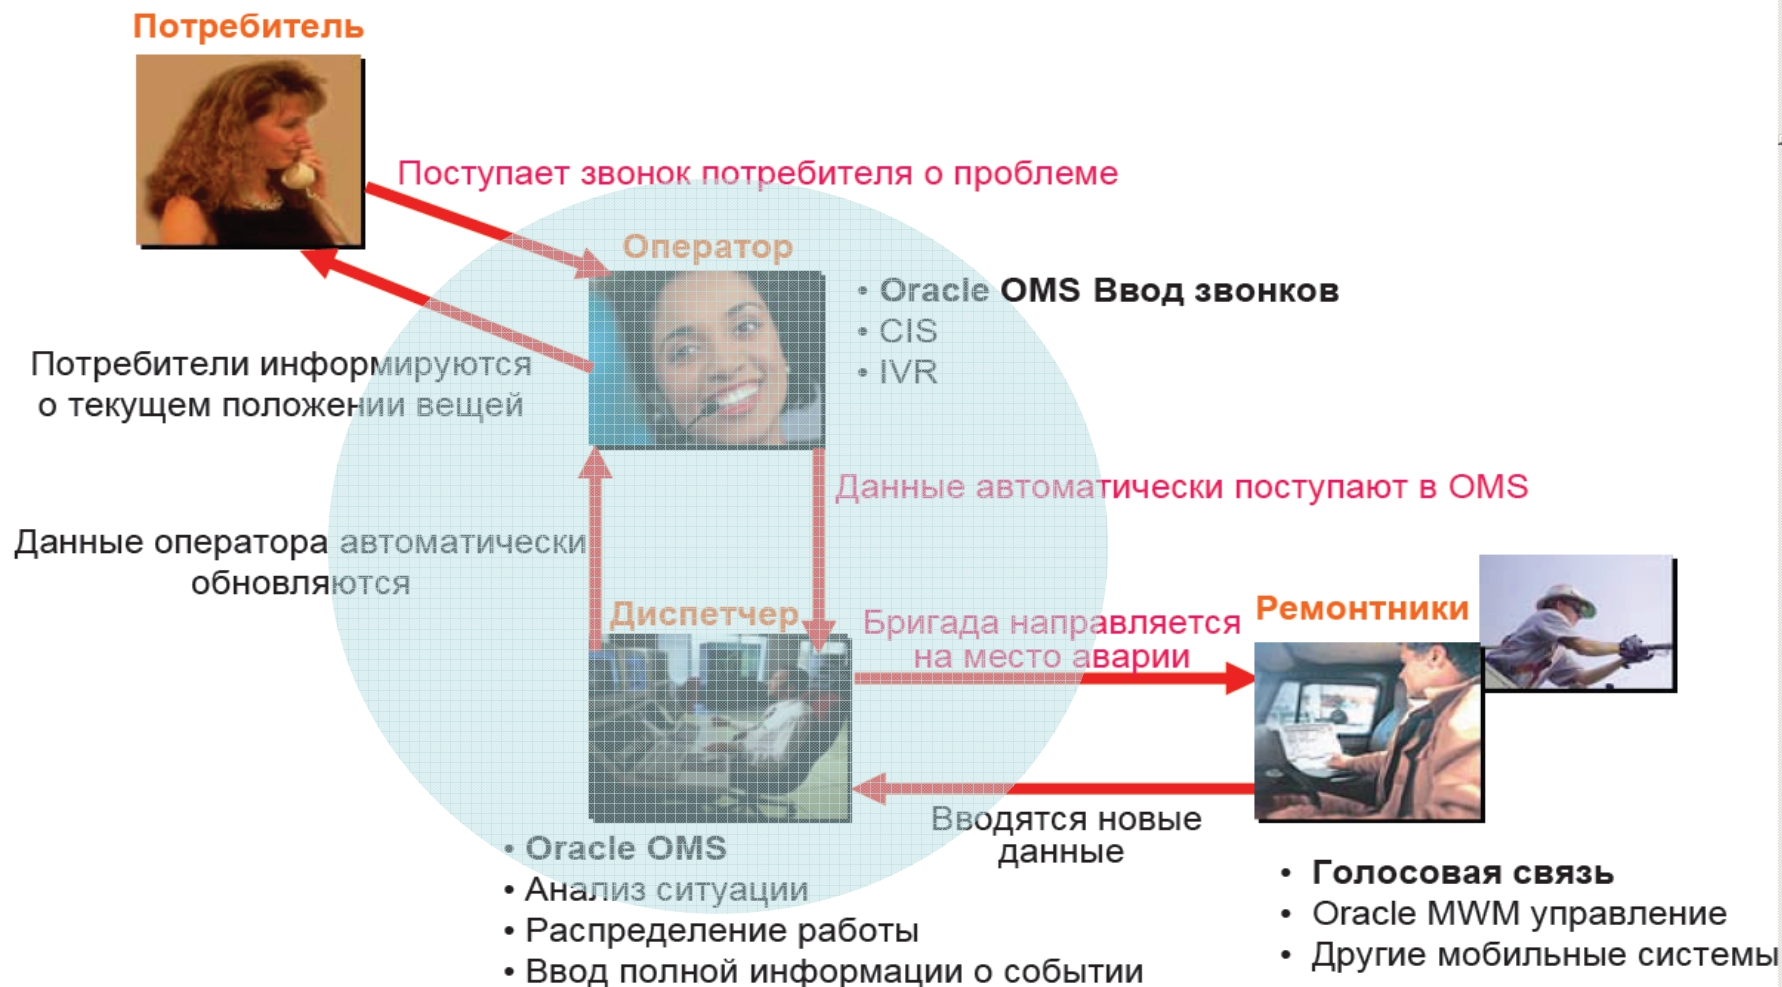 Потребитель
Поступает звонок потребителя о проблеме
Оператор
• Oracle OMS Ввод звонков
• CIS
• IVR
Потребители информируются
о текущем положении вещей
Данные автоматически поступают в OMS
Данные оператора автоматически
обновляются
Диспетчер
Бригада направляется
на место аварии
Ремонтники
Вводятся новые
данные
• Oracle OMS
• Анализ ситуации
• Распределение работы
• Ввод полной информации о событии
• Голосовая связь
• Oracle MWM управление
• Другие мобильные системы